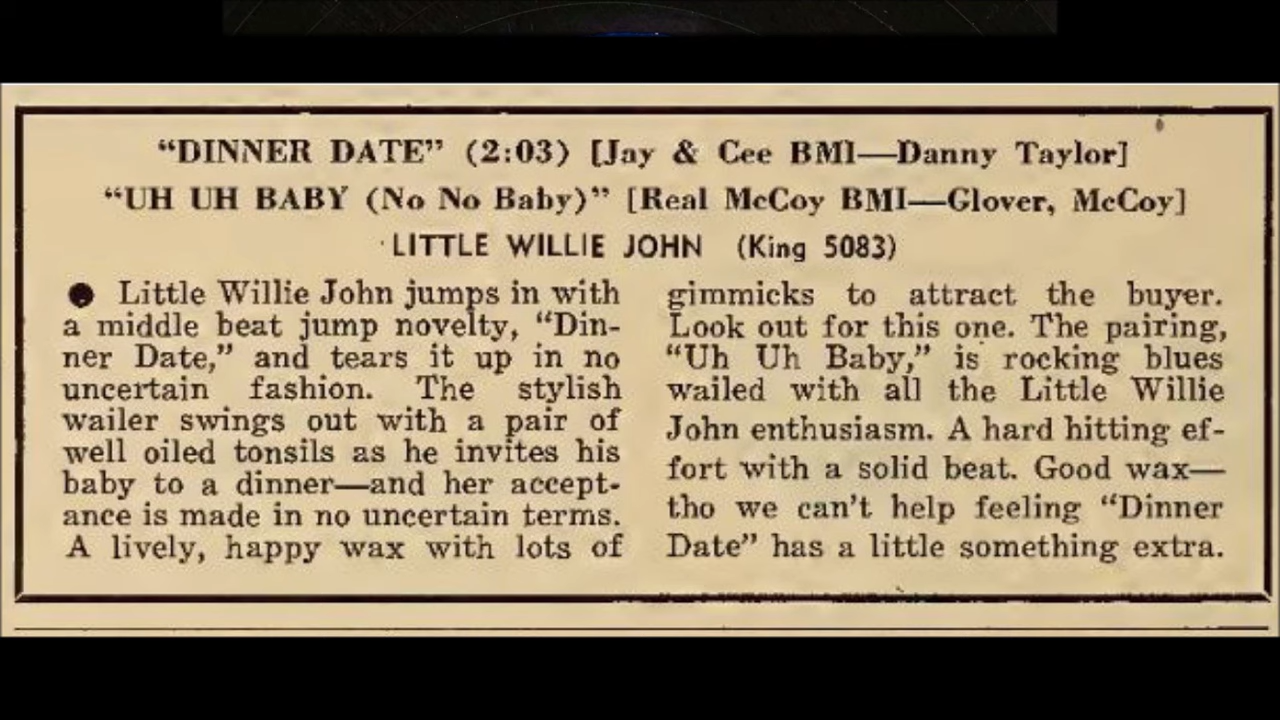 “DINNER DATE” (2:03) [Jay & Cee BMI—Danny Taylor]
“UH UH BABY (No No Baby)” [Real McCoy BMI—Glover, McCoy]
LITTLE WILLIE JOHN (King 5083)
● Little Willie John jumps in with
a middle beat jump novelty, “Din-
ner Date,” and tears it up in no
uncertain fashion. The stylish
wailer swings out with a pair of
well oiled tonsils as he invites his
baby to a dinner—and her accept-
ance is made in no uncertain terms.
A lively, happy wax with lots of
gimmicks to attract the buyer.
Look out for this one. The pairing,
“Uh Uh Baby,” is rocking blues
wailed with all the Little Willie
John enthusiasm. A hard hitting ef-
fort with a solid beat. Good wax—
tho we can’t help feeling “Dinner
Date” has a little something extra.